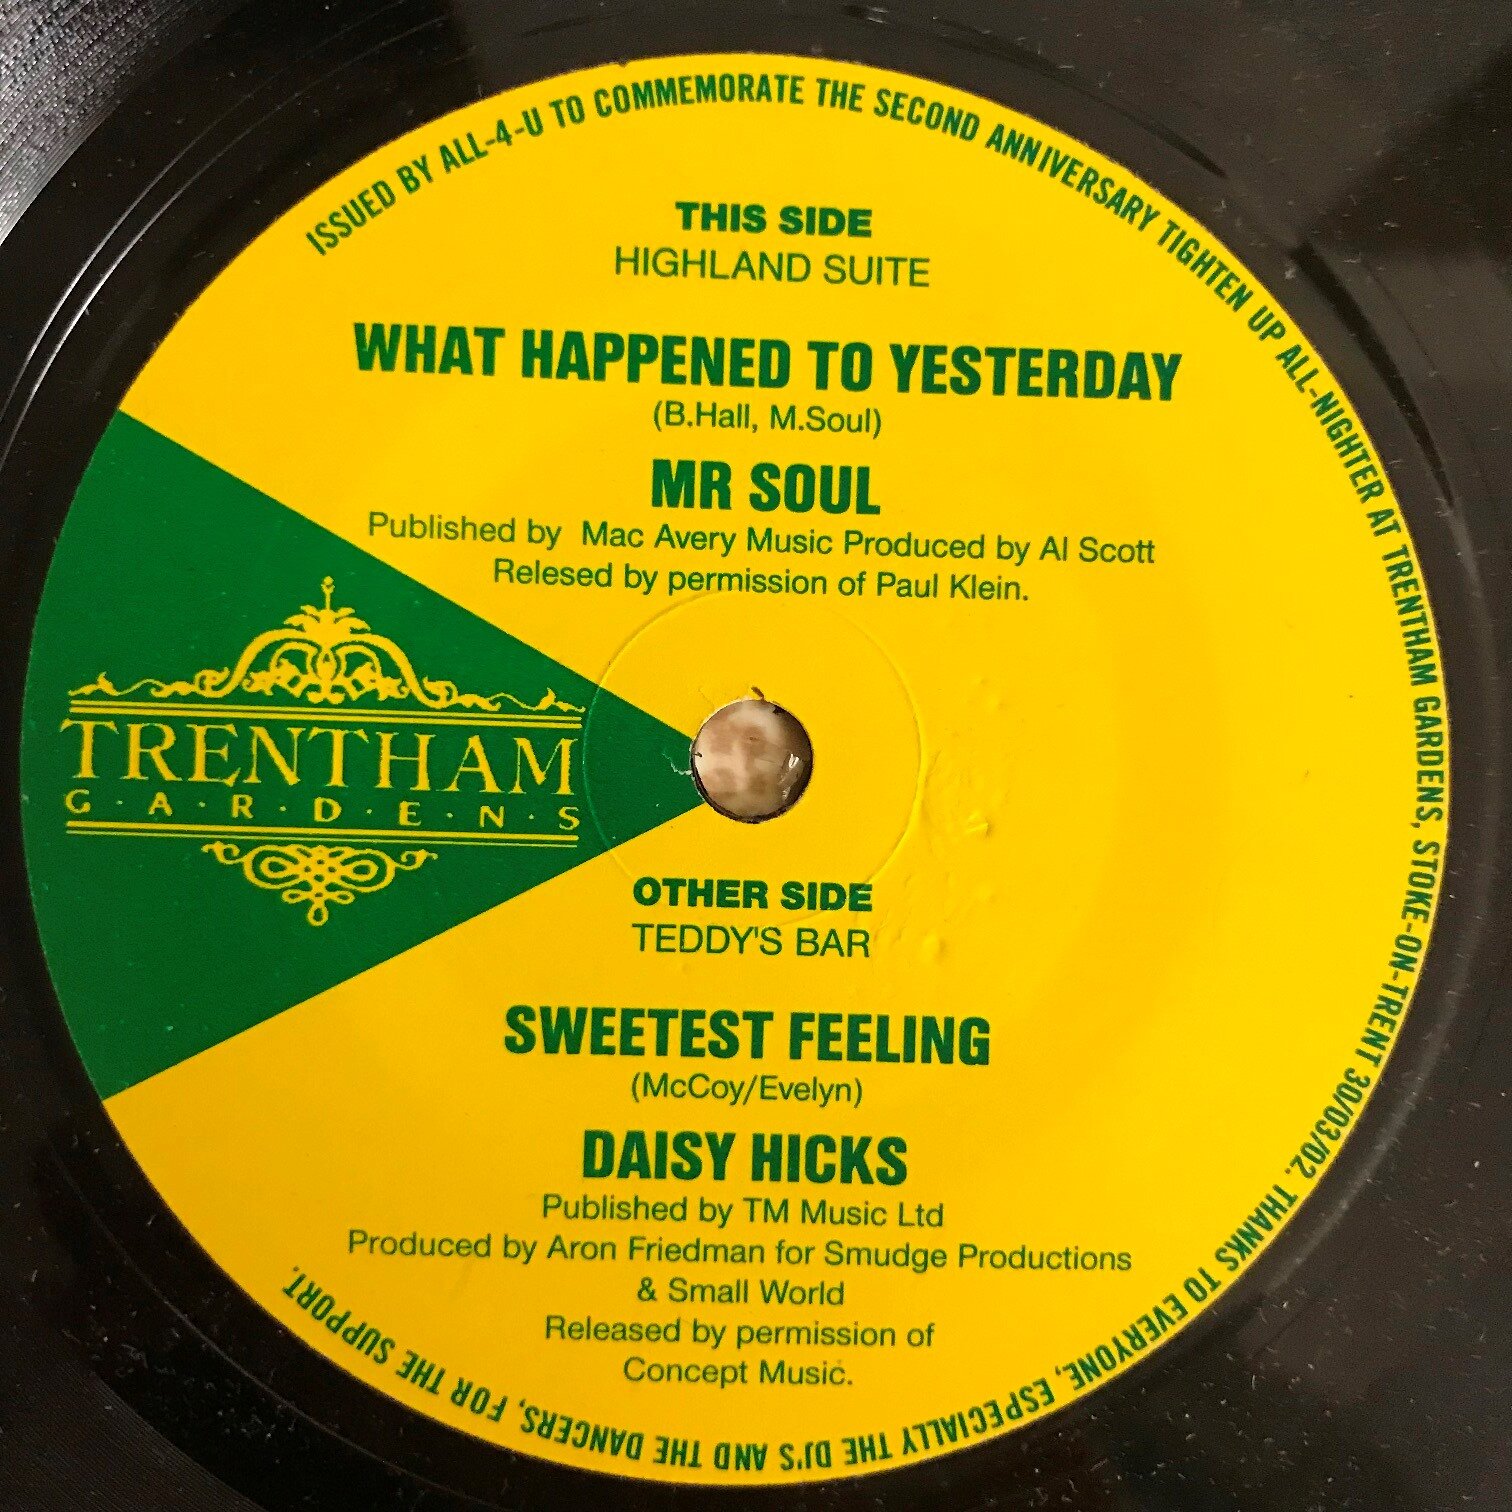 ISSUED BY ALL-4-U TO COMMEMORATE THE SECOND ANNIVERSARY TIGHTEN UP ALL-NIGHTER AT TRENTHAM GARDENS, STOKE-ON-TRENT 30/03/02. THANKS TO EVERYONE, ESPECIALLY THE DJ'S AND THE DANCERS, FOR THE SUPPORT.
THIS SIDE
HIGHLAND SUITE
WHAT HAPPENED TO YESTERDAY
(B.Hall, M.Soul)
MR SOUL
Published by Mac Avery Music Produced by Al Scott
Relesed by permission of Paul Klein.
TRENTHAM
G·A·R·D·E·N·S
OTHER SIDE
TEDDY'S BAR
SWEETEST FEELING
(McCoy/Evelyn)
DAISY HICKS
Published by TM Music Ltd
Produced by Aron Friedman for Smudge Productions
& Small World
Released by permission of
Concept Music.